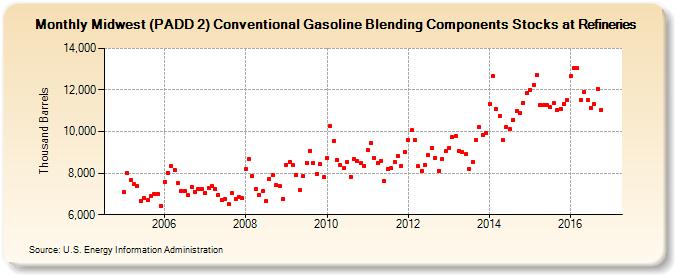 Monthly Midwest (PADD 2) Conventional Gasoline Blending Components Stocks at Refineries
Thousand Barrels
14,000
12,000
10,000
8,000
6,000
2006 2008 2010 2012 2014 2016
Source: U.S. Energy Information Administration